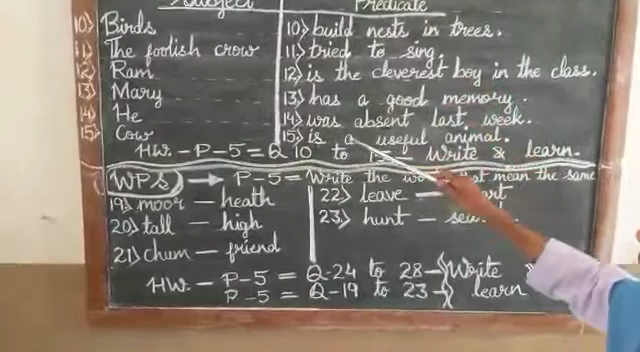 Subject Predicate
10) Birds 10) build nests in trees.
11) The foolish crow 11) tried to sing.
12) Ram 12) is the cleverest boy in the class.
13) Mary 13) has a good memory.
14) He 14) was absent last week.
15) Cow 15) is a useful animal.
HW. - P-5 = Q 10 to Write & learn.
WPS → P-5 = Write the mean the same
19) moor - heath 22) leave
20) tall - high 23) hunt
21) chum - friend
HW. - P-5 = Q-24 to 28 - Write
P-5 = Q-19 to 23 - learn